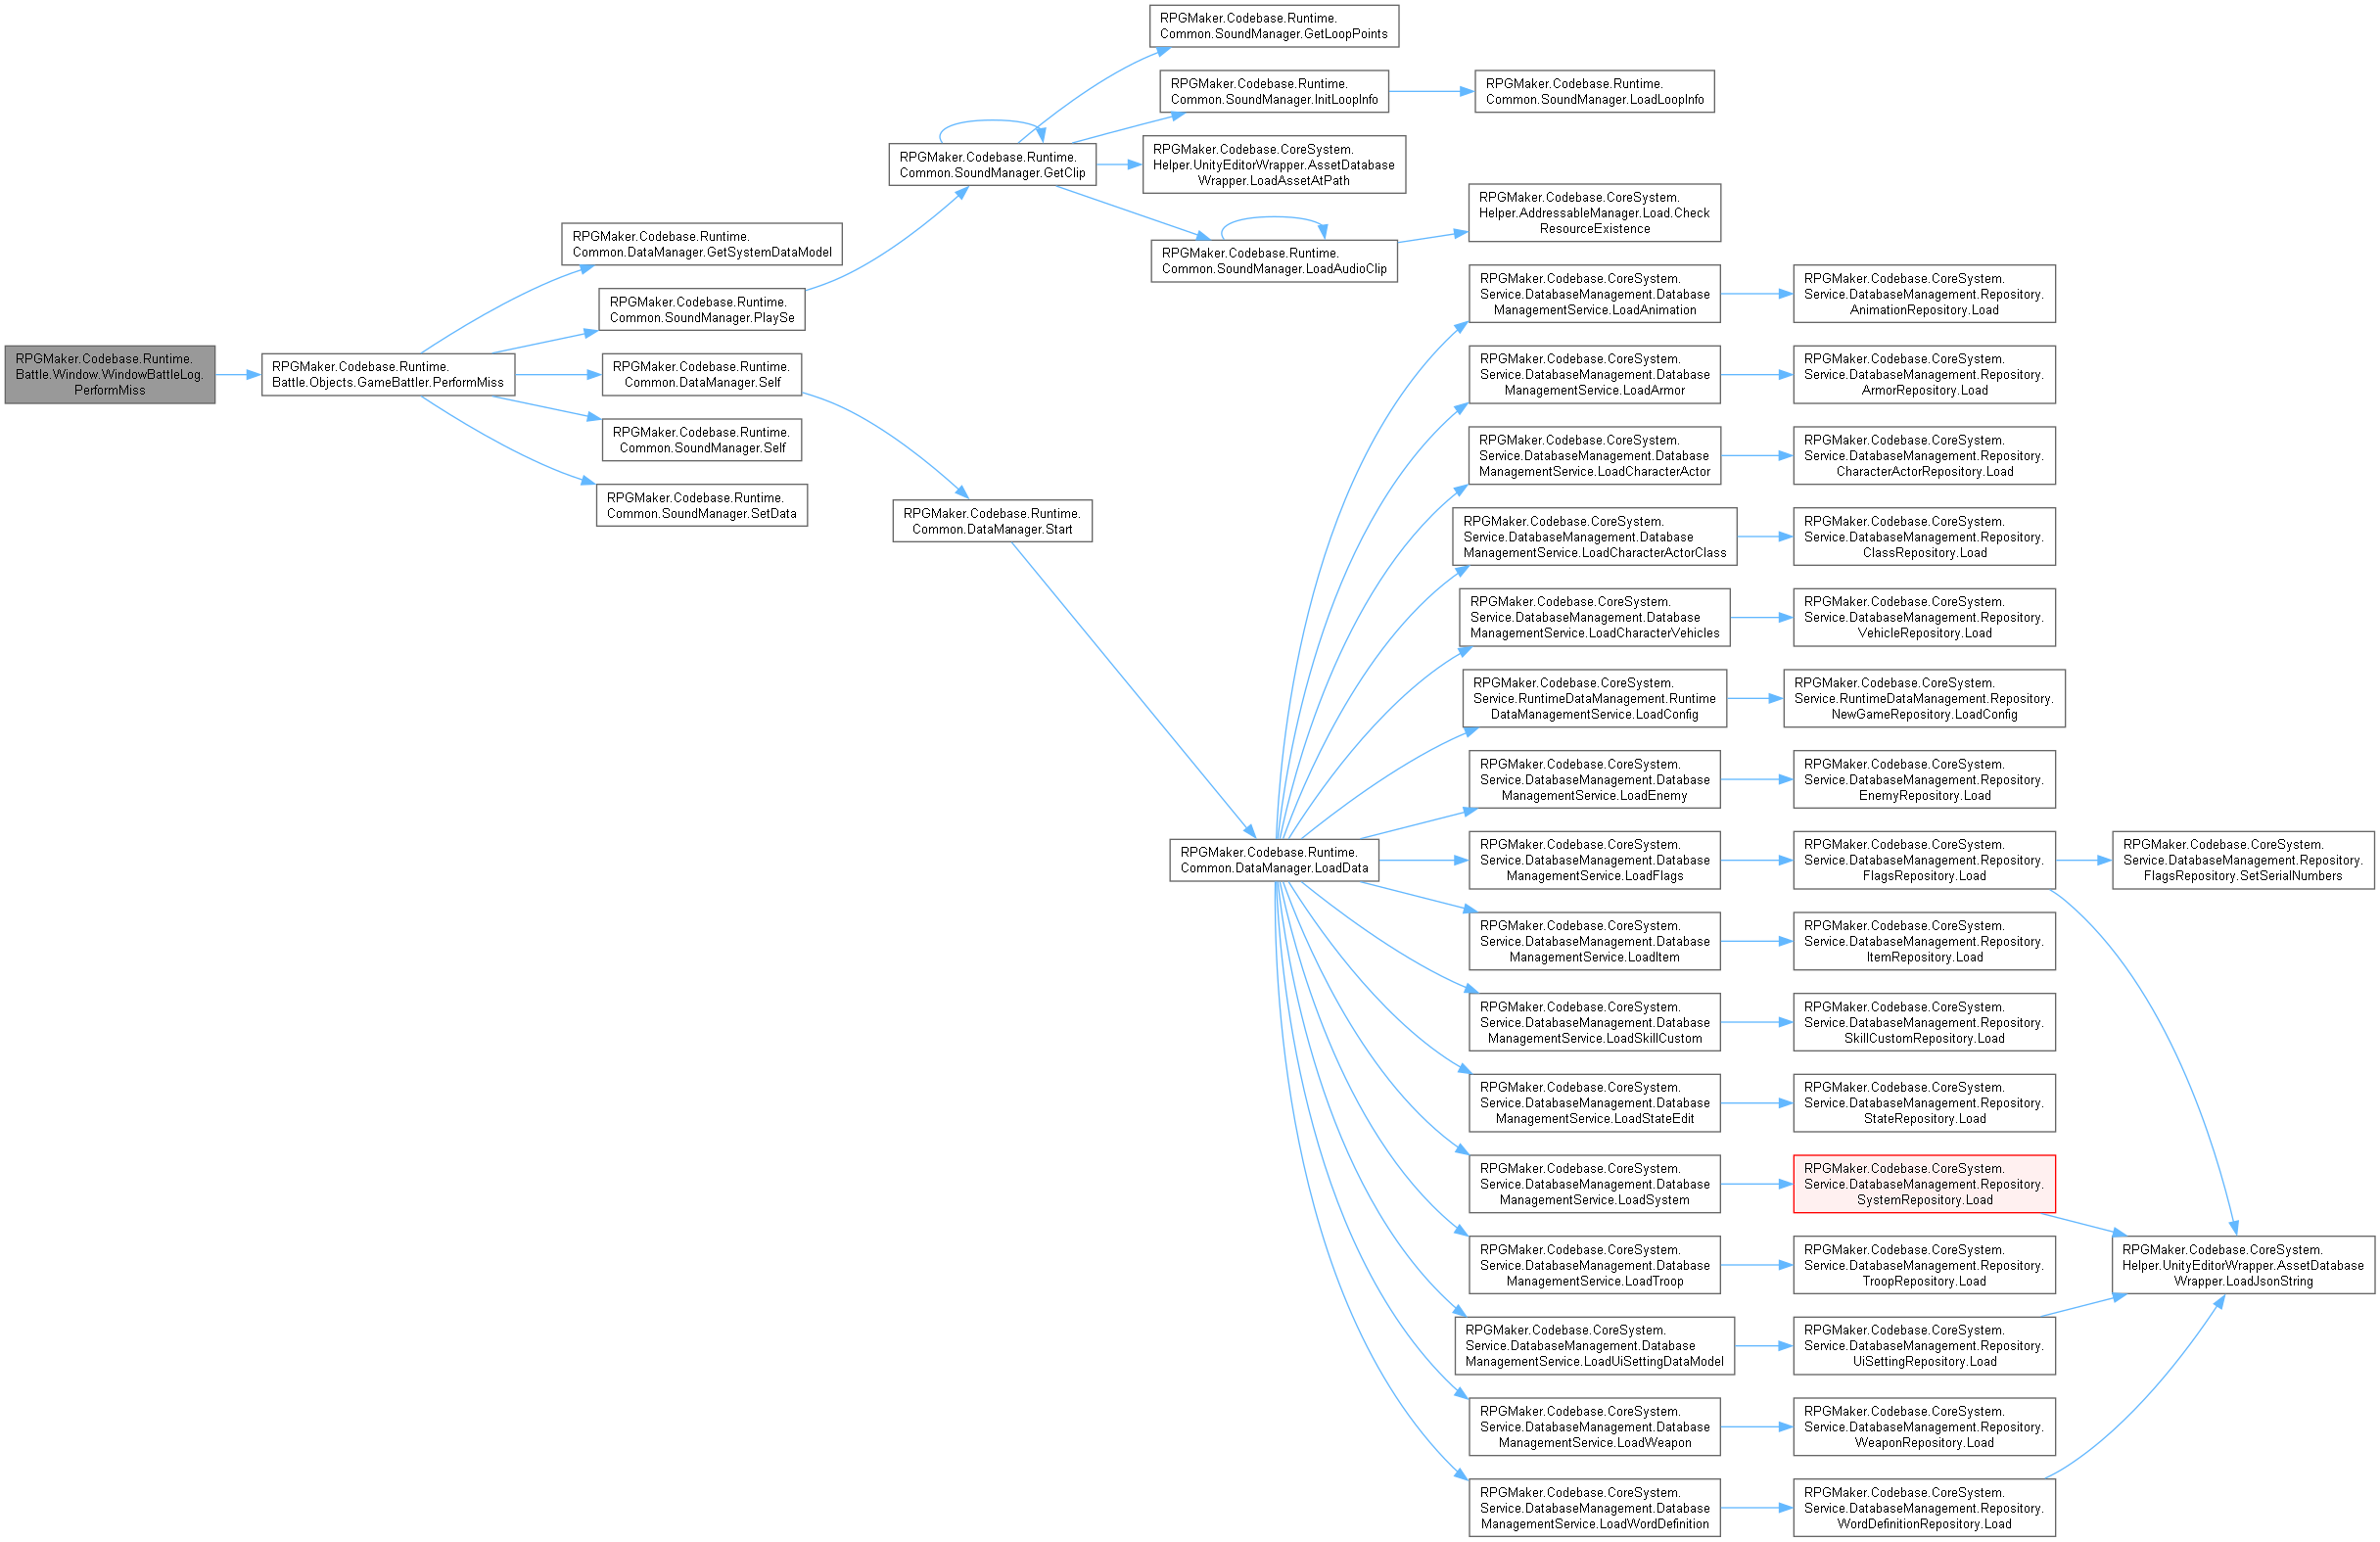 RPGMaker.Codebase.Runtime.
Common.SoundManager.GetLoopPoints
RPGMaker.Codebase.Runtime.
Common.SoundManager.InitLoopInfo
RPGMaker.Codebase.Runtime.
Common.SoundManager.LoadLoopInfo
RPGMaker.Codebase.Runtime.
Common.SoundManager.GetClip
RPGMaker.Codebase.CoreSystem.
Helper.UnityEditorWrapper.AssetDatabase
Wrapper.LoadAssetAtPath
RPGMaker.Codebase.CoreSystem.
Helper.AddressableManager.Load.Check
ResourceExistence
RPGMaker.Codebase.Runtime.
Common.SoundManager.LoadAudioClip
RPGMaker.Codebase.Runtime.
Common.DataManager.GetSystemDataModel
RPGMaker.Codebase.Runtime.
Common.SoundManager.PlaySe
RPGMaker.Codebase.Runtime.
Battle.Window.WindowBattleLog.
PerformMiss
RPGMaker.Codebase.Runtime.
Battle.Objects.GameBattler.PerformMiss
RPGMaker.Codebase.Runtime.
Common.DataManager.Self
RPGMaker.Codebase.Runtime.
Common.SoundManager.Self
RPGMaker.Codebase.Runtime.
Common.SoundManager.SetData
RPGMaker.Codebase.Runtime.
Common.DataManager.Start
RPGMaker.Codebase.Runtime.
Common.DataManager.LoadData
RPGMaker.Codebase.CoreSystem.
Service.DatabaseManagement.Database
ManagementService.LoadAnimation
RPGMaker.Codebase.CoreSystem.
Service.DatabaseManagement.Repository.
AnimationRepository.Load
RPGMaker.Codebase.CoreSystem.
Service.DatabaseManagement.Database
ManagementService.LoadArmor
RPGMaker.Codebase.CoreSystem.
Service.DatabaseManagement.Repository.
ArmorRepository.Load
RPGMaker.Codebase.CoreSystem.
Service.DatabaseManagement.Database
ManagementService.LoadCharacterActor
RPGMaker.Codebase.CoreSystem.
Service.DatabaseManagement.Repository.
CharacterActorRepository.Load
RPGMaker.Codebase.CoreSystem.
Service.DatabaseManagement.Database
ManagementService.LoadCharacterActorClass
RPGMaker.Codebase.CoreSystem.
Service.DatabaseManagement.Repository.
ClassRepository.Load
RPGMaker.Codebase.CoreSystem.
Service.DatabaseManagement.Database
ManagementService.LoadCharacterVehicles
RPGMaker.Codebase.CoreSystem.
Service.DatabaseManagement.Repository.
VehicleRepository.Load
RPGMaker.Codebase.CoreSystem.
Service.RuntimeDataManagement.Runtime
DataManagementService.LoadConfig
RPGMaker.Codebase.CoreSystem.
Service.RuntimeDataManagement.Repository.
NewGameRepository.LoadConfig
RPGMaker.Codebase.CoreSystem.
Service.DatabaseManagement.Database
ManagementService.LoadEnemy
RPGMaker.Codebase.CoreSystem.
Service.DatabaseManagement.Repository.
EnemyRepository.Load
RPGMaker.Codebase.CoreSystem.
Service.DatabaseManagement.Database
ManagementService.LoadFlags
RPGMaker.Codebase.CoreSystem.
Service.DatabaseManagement.Repository.
FlagsRepository.Load
RPGMaker.Codebase.CoreSystem.
Service.DatabaseManagement.Repository.
FlagsRepository.SetSerialNumbers
RPGMaker.Codebase.CoreSystem.
Service.DatabaseManagement.Database
ManagementService.LoadItem
RPGMaker.Codebase.CoreSystem.
Service.DatabaseManagement.Repository.
ItemRepository.Load
RPGMaker.Codebase.CoreSystem.
Service.DatabaseManagement.Database
ManagementService.LoadSkillCustom
RPGMaker.Codebase.CoreSystem.
Service.DatabaseManagement.Repository.
SkillCustomRepository.Load
RPGMaker.Codebase.CoreSystem.
Service.DatabaseManagement.Database
ManagementService.LoadStateEdit
RPGMaker.Codebase.CoreSystem.
Service.DatabaseManagement.Repository.
StateRepository.Load
RPGMaker.Codebase.CoreSystem.
Service.DatabaseManagement.Database
ManagementService.LoadSystem
RPGMaker.Codebase.CoreSystem.
Service.DatabaseManagement.Repository.
SystemRepository.Load
RPGMaker.Codebase.CoreSystem.
Helper.UnityEditorWrapper.AssetDatabase
Wrapper.LoadJsonString
RPGMaker.Codebase.CoreSystem.
Service.DatabaseManagement.Database
ManagementService.LoadTroop
RPGMaker.Codebase.CoreSystem.
Service.DatabaseManagement.Repository.
TroopRepository.Load
RPGMaker.Codebase.CoreSystem.
Service.DatabaseManagement.Database
ManagementService.LoadUiSettingDataModel
RPGMaker.Codebase.CoreSystem.
Service.DatabaseManagement.Repository.
UiSettingRepository.Load
RPGMaker.Codebase.CoreSystem.
Service.DatabaseManagement.Database
ManagementService.LoadWeapon
RPGMaker.Codebase.CoreSystem.
Service.DatabaseManagement.Repository.
WeaponRepository.Load
RPGMaker.Codebase.CoreSystem.
Service.DatabaseManagement.Database
ManagementService.LoadWordDefinition
RPGMaker.Codebase.CoreSystem.
Service.DatabaseManagement.Repository.
WordDefinitionRepository.Load